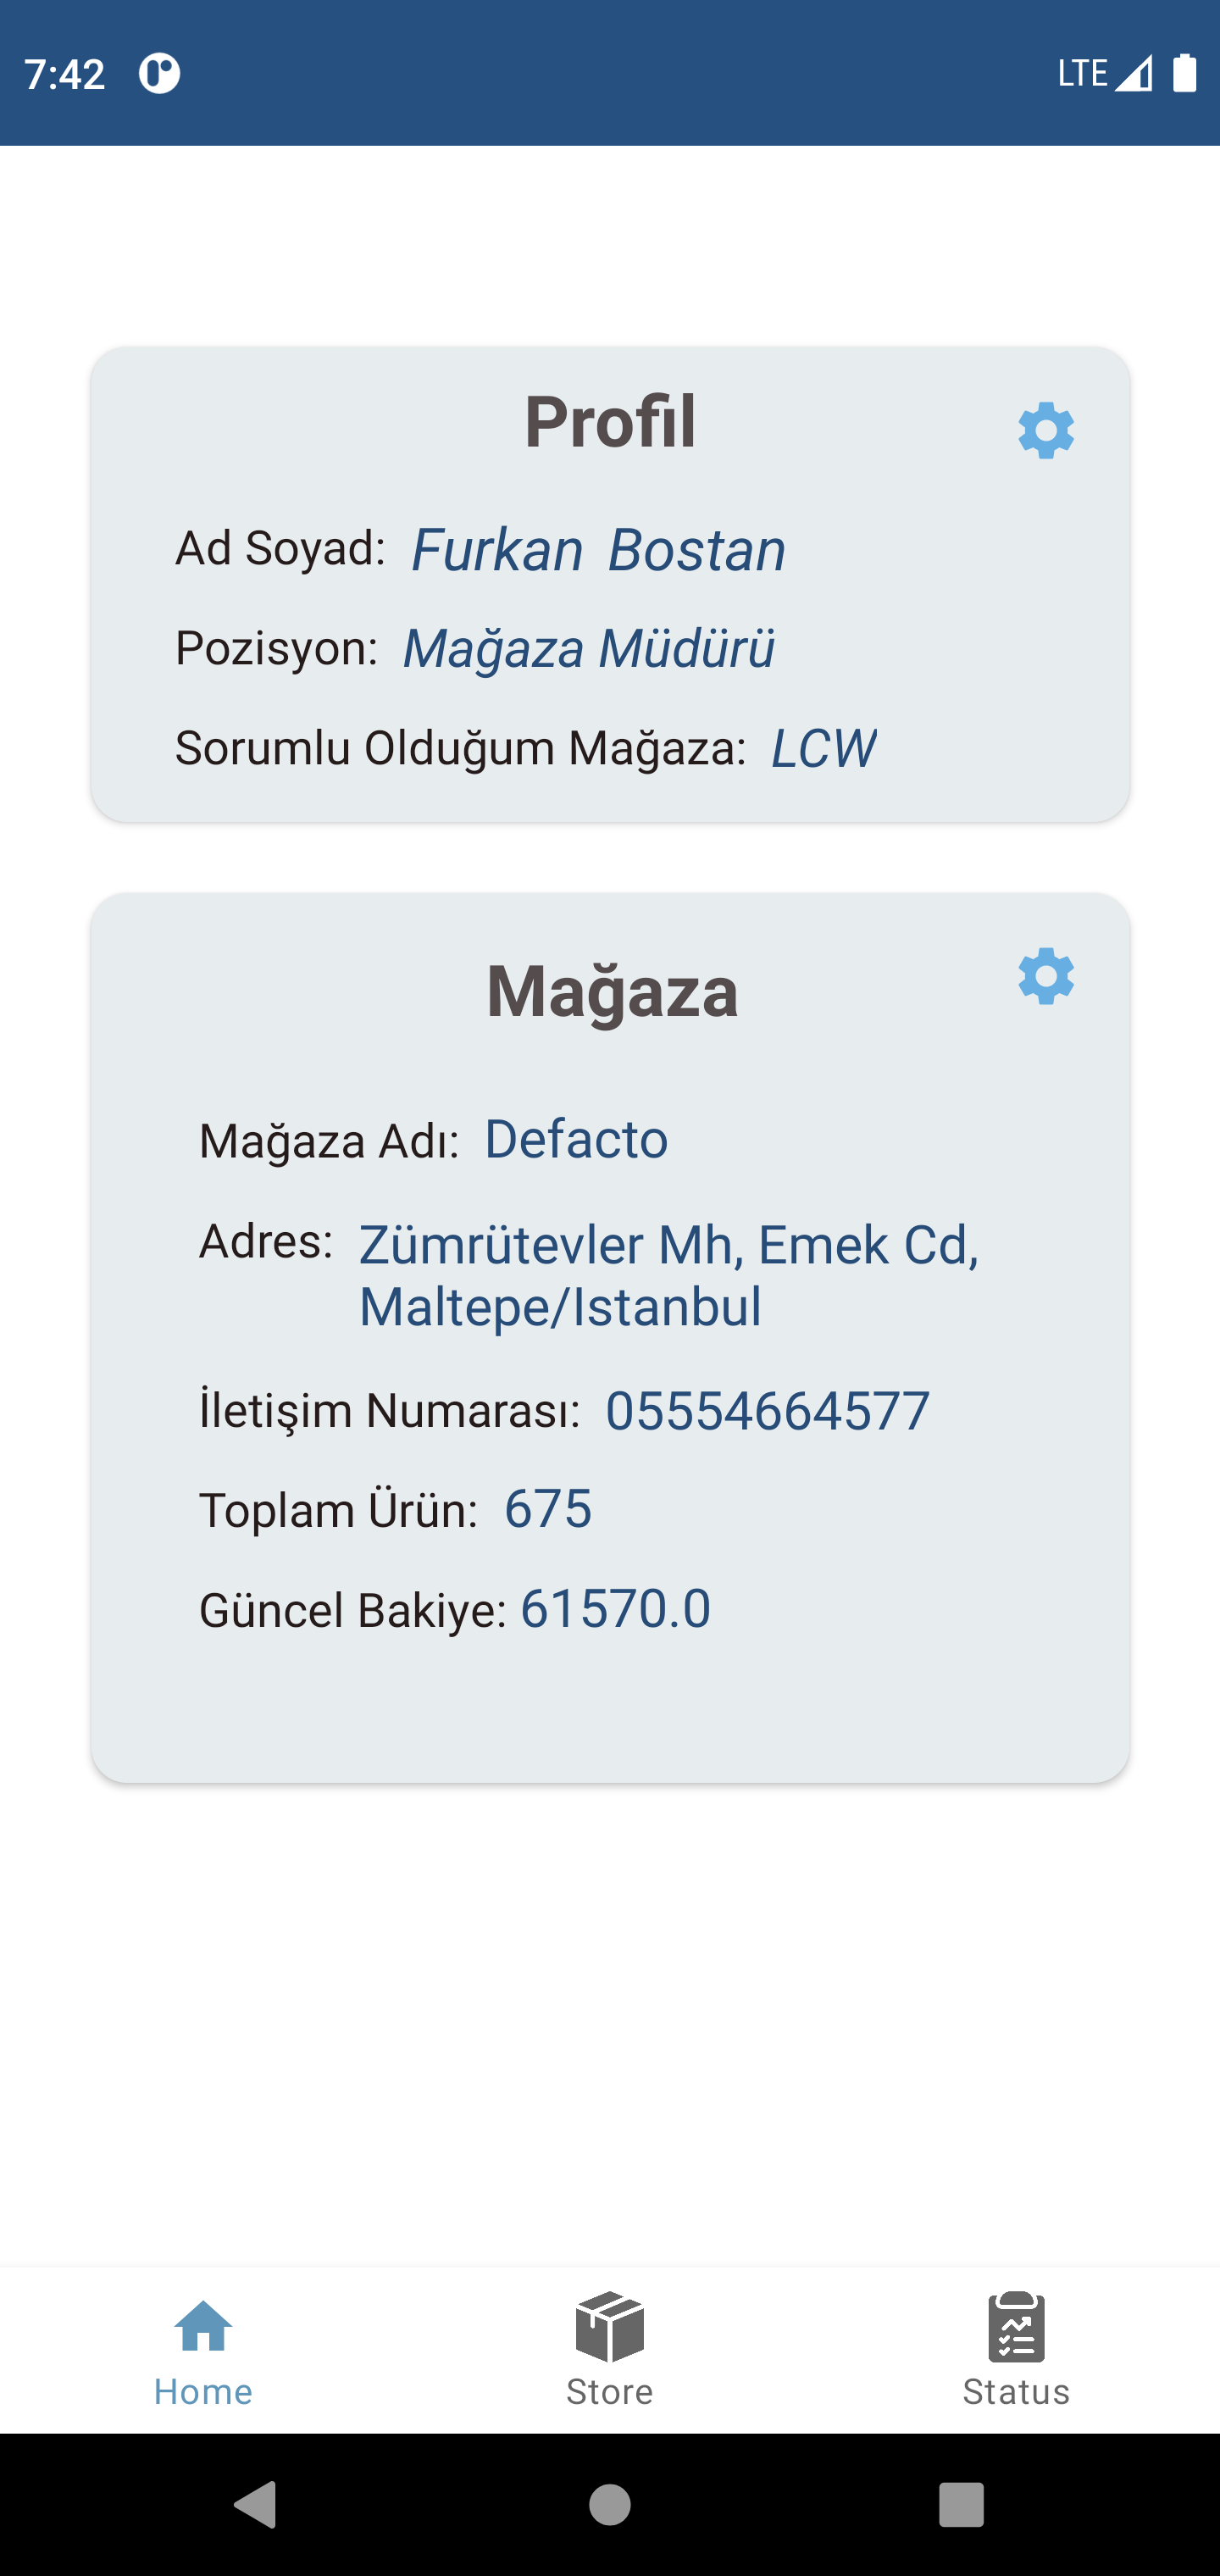 7:42 LTE
Profil
Ad Soyad: Furkan Bostan
Pozisyon: Mağaza Müdürü
Sorumlu Olduğum Mağaza: LCW
Mağaza
Mağaza Adı: Defacto
Adres: Zümrütevler Mh, Emek Cd,
Maltepe/Istanbul
İletişim Numarası: 05554664577
Toplam Ürün: 675
Güncel Bakiye: 61570.0
Home Store Status